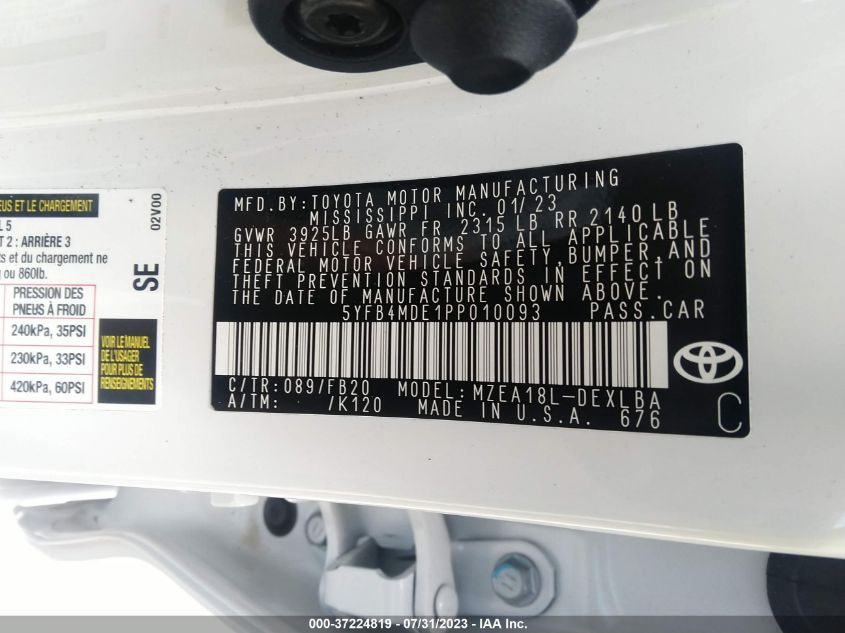 MFD.BY:TOYOTA MOTOR MANUFACTURING
MISSISSIPPI INC. 01/23
GVWR 3925LB GAWR FR 2315 LB RR 2140 LB
THIS VEHICLE CONFORMS TO ALL APPLICABLE
FEDERAL MOTOR VEHICLE SAFETY, BUMPER, AND
THEFT PREVENTION STANDARDS IN EFFECT ON
THE DATE OF MANUFACTURE SHOWN ABOVE.
5YFB4MDE1PP010093 PASS.CAR
C/TR:089/FB20 MODEL:MZEA18L-DEXLBA
A/TM: /K120 MADE IN U.S.A. 676
C
ET LE CHARGEMENT
5
2 : ARRIÈRE 3
et du chargement ne
ou 860lb.
PRESSION DES
PNEUS À FROID
240kPa, 35PSI
230kPa, 33PSI
420kPa, 60PSI
02V00
SE
VOIR LE MANUEL
DE L'USAGER
POUR PLUS DE
RENSEIGNEMENTS
000-37224819 - 07/31/2023 - IAA Inc.